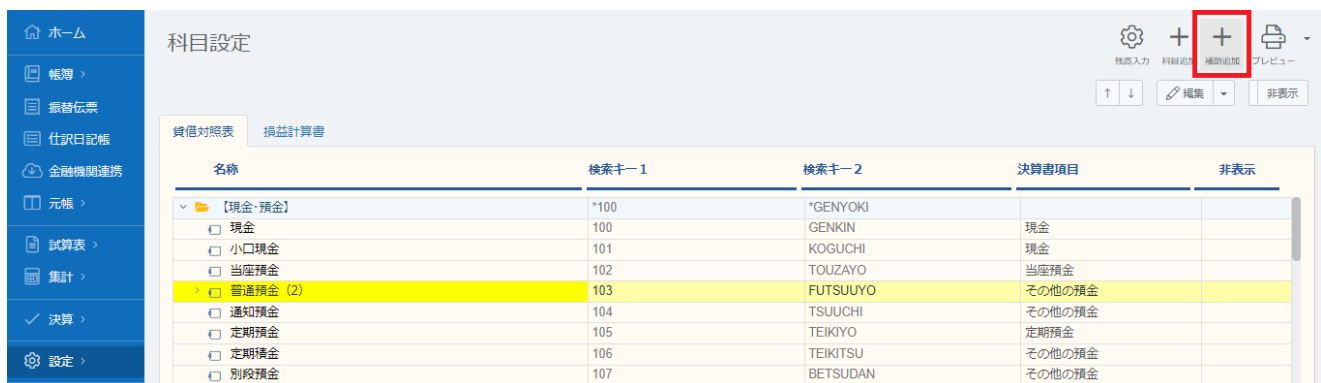 ホーム
帳簿
振替伝票
仕訳日記帳
金融機関連携
元帳
試算表
集計
決算
設定
科目設定
残高入力 科目追加 補助追加 プレビュー
↑ ↓ 編集 非表示
貸借対照表 損益計算書
名称 検索キー1 検索キー2 決算書項目 非表示
【現金・預金】 *100 *GENYOKI
現金 100 GENKIN 現金
小口現金 101 KOGUCHI 現金
当座預金 102 TOUZAYO 当座預金
普通預金（2） 103 FUTSUUYO その他の預金
通知預金 104 TSUUCHI その他の預金
定期預金 105 TEIKIYO 定期預金
定期積金 106 TEIKITSU その他の預金
別段預金 107 BETSUDAN その他の預金